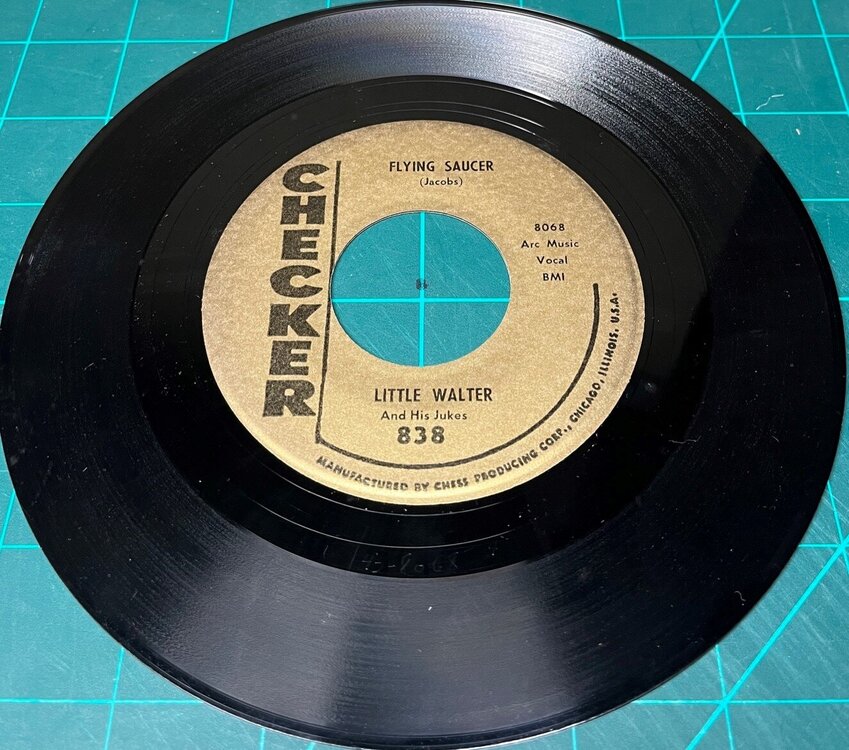 CHECKER
FLYING SAUCER
(Jacobs)
8068
Arc Music
Vocal
BMI
LITTLE WALTER
And His Jukes
838
MANUFACTURED BY CHESS PRODUCING CORP., CHICAGO, ILLINOIS, U.S.A.